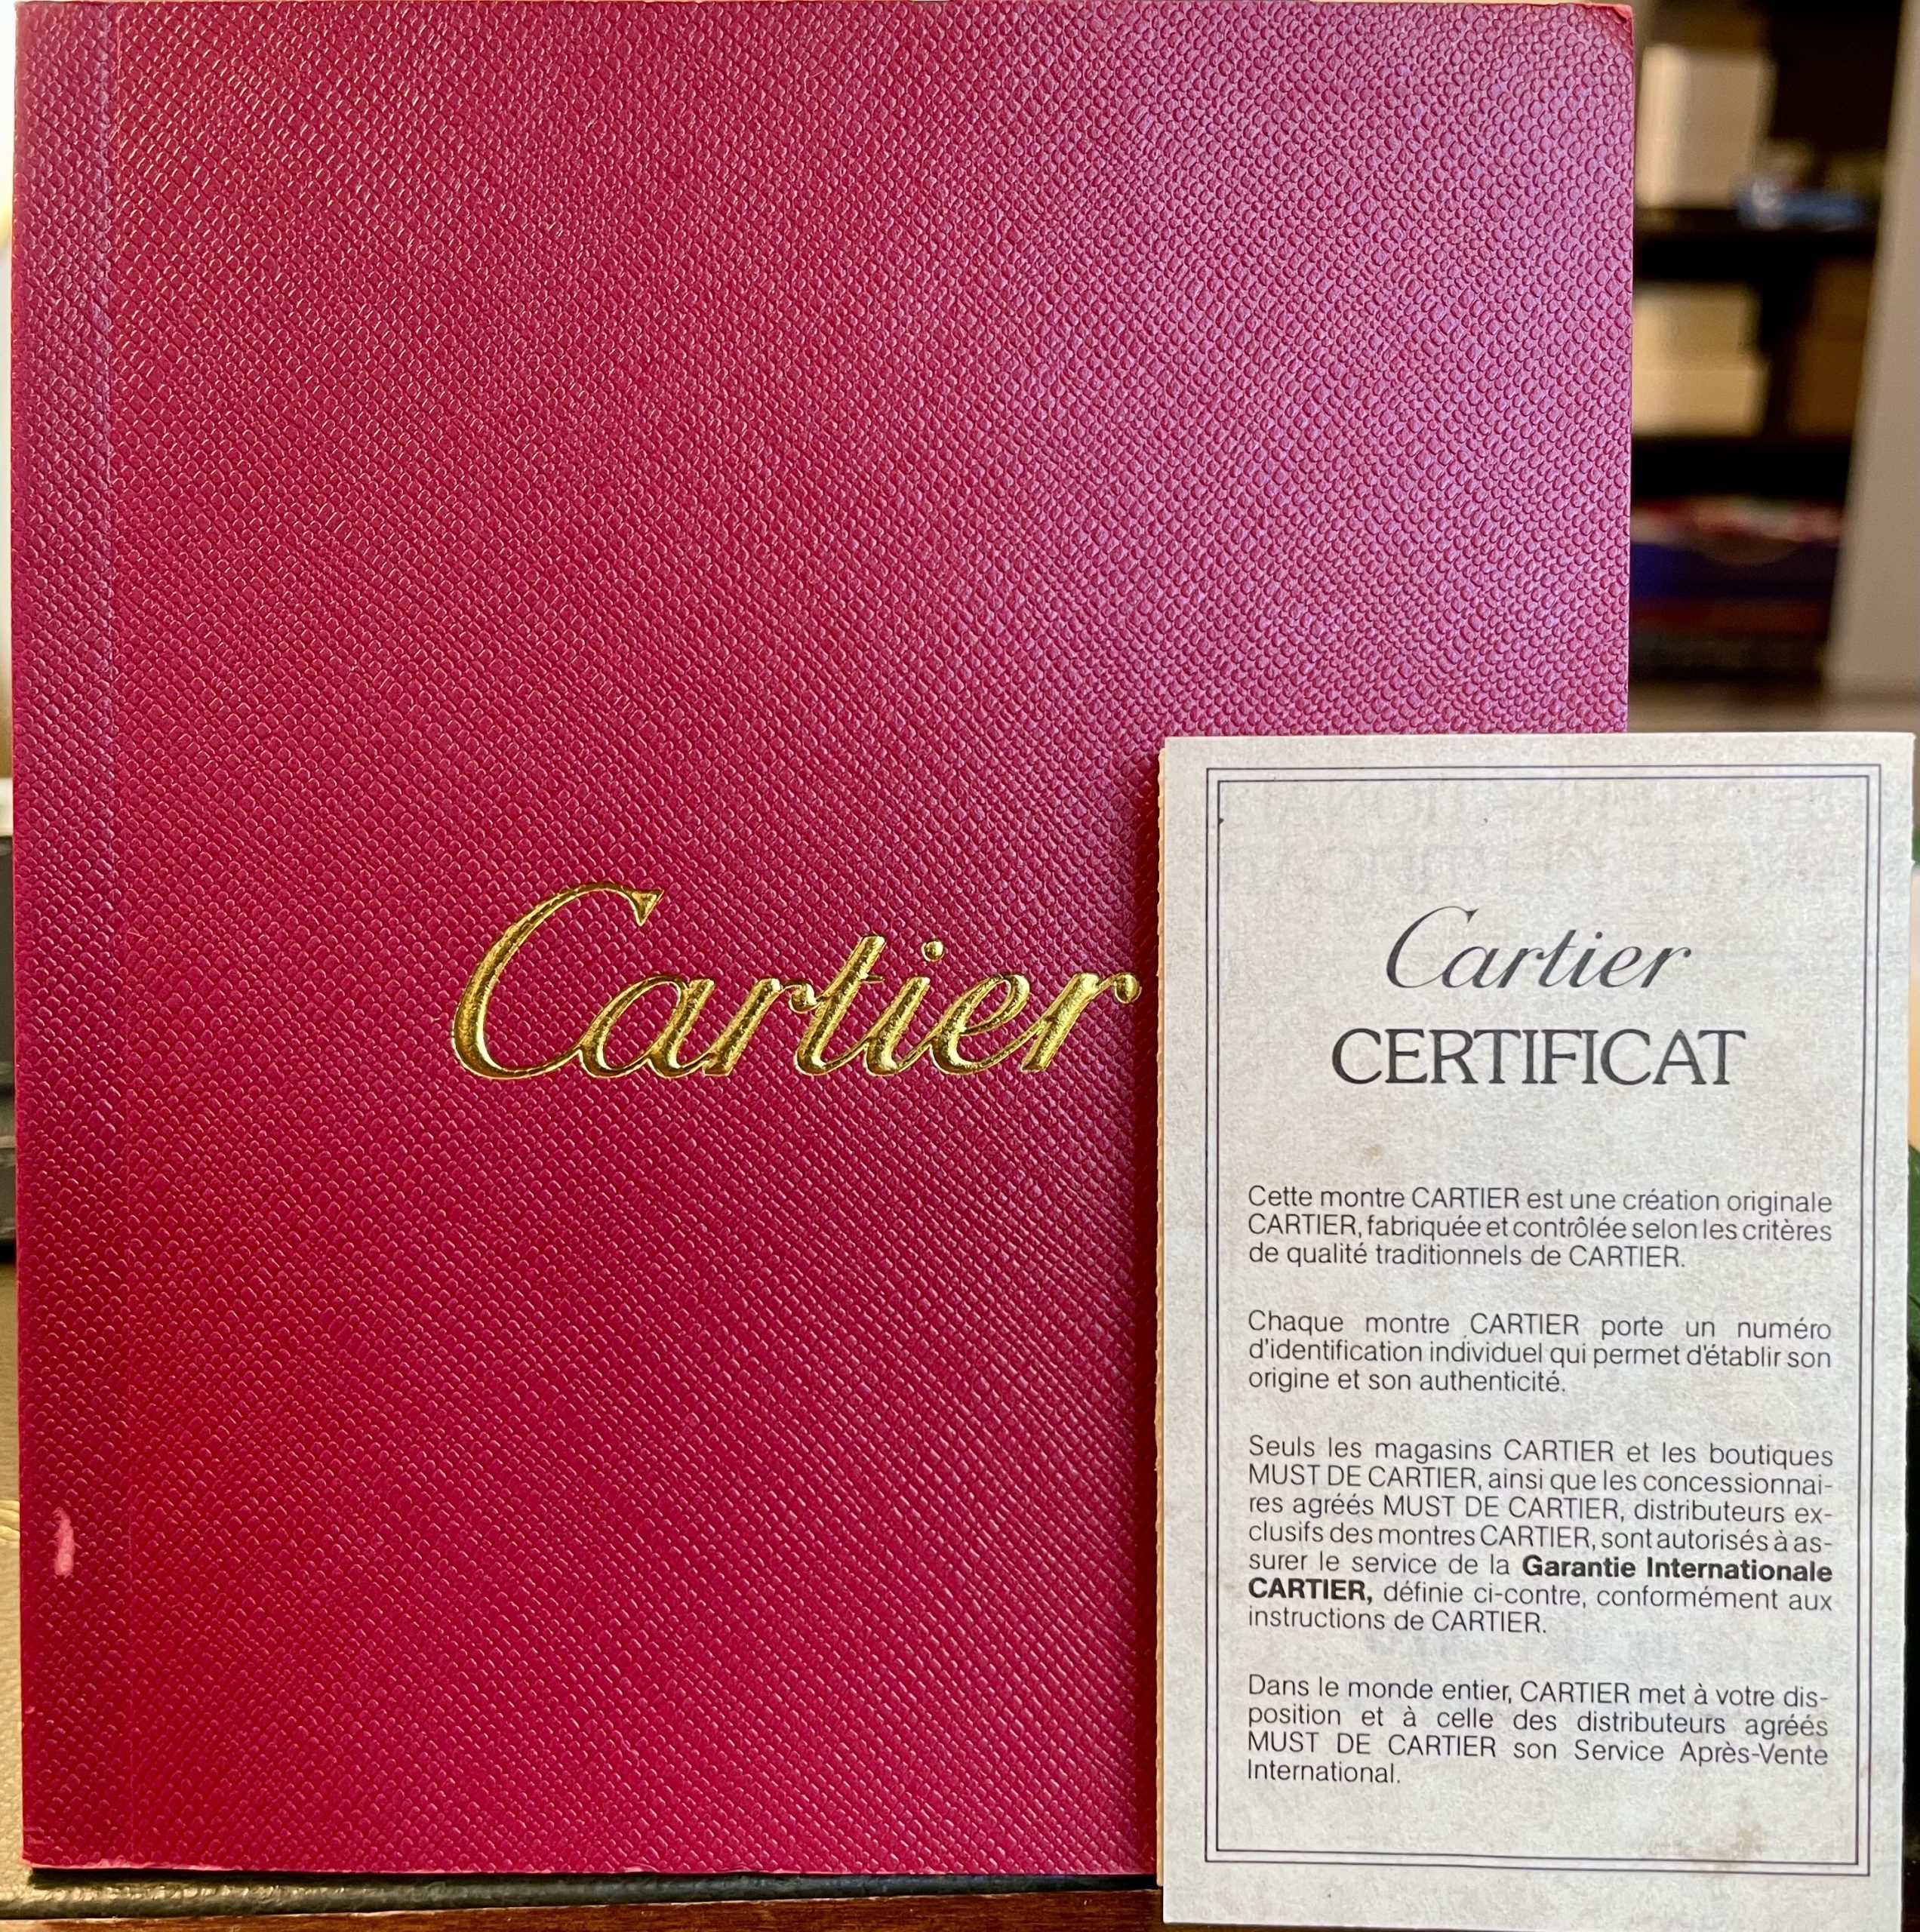 Cartier
Cartier
CERTIFICAT
Cette montre CARTIER est une création originale
CARTIER, fabriquée et contrôlée selon les critères
de qualité traditionnels de CARTIER.
Chaque montre CARTIER porte un numéro
d'identification individuel qui permet d'établir son
origine et son authenticité.
Seuls les magasins CARTIER et les boutiques
MUST DE CARTIER, ainsi que les concessionnai-
res agréés MUST DE CARTIER, distributeurs ex-
clusifs des montres CARTIER, sont autorisés à as-
surer le service de la Garantie Internationale
CARTIER, définie ci-contre, conformément aux
instructions de CARTIER.
Dans le monde entier, CARTIER met à votre dis-
position et à celle des distributeurs agréés
MUST DE CARTIER son Service Après-Vente
International.